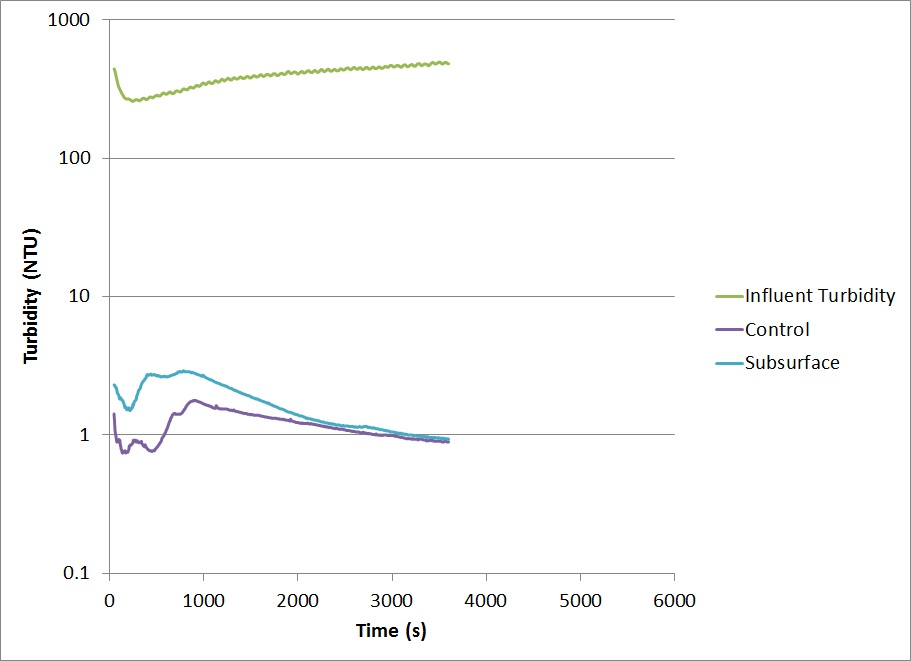 1000
100
10
1
0.1
Turbidity (NTU)
0 1000 2000 3000 4000 5000 6000
Time (s)
Influent Turbidity
Control
Subsurface